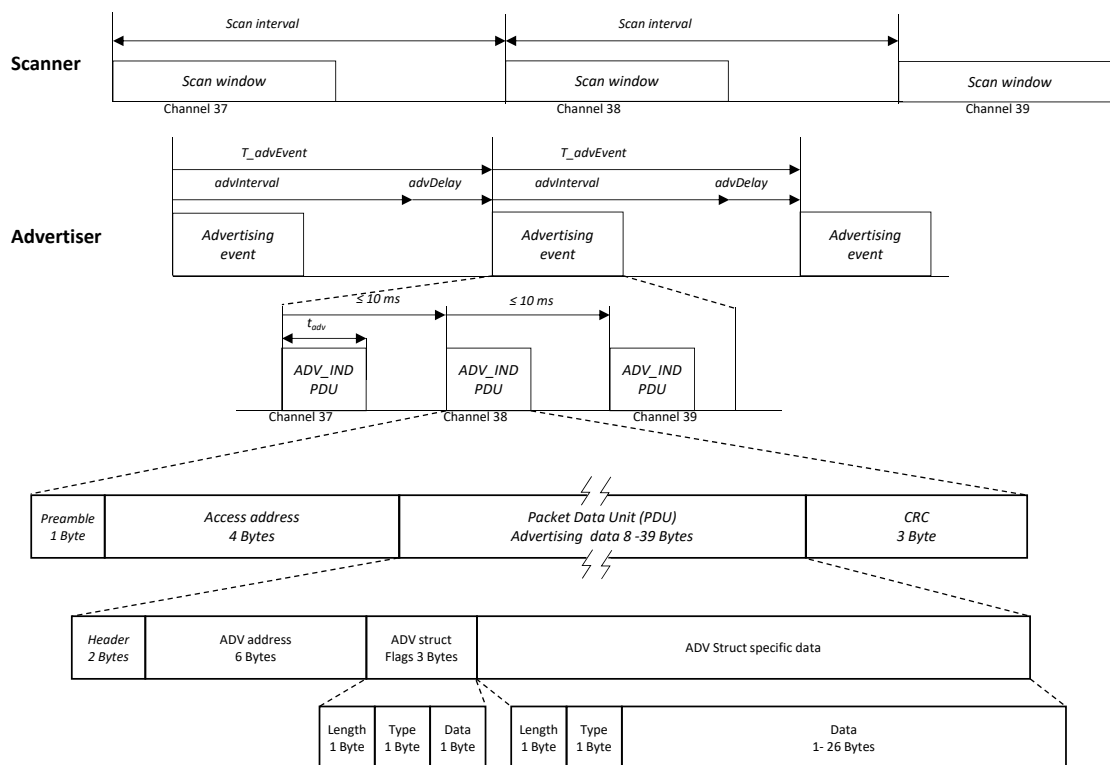 Scan interval
Scan interval
Scanner
Scan window
Scan window
Scan window
Channel 37
Channel 38
Channel 39
T_advEvent
T_advEvent
advInterval
advDelay
advInterval
advDelay
Advertiser
Advertising
event
Advertising
event
Advertising
event
≤ 10 ms
≤ 10 ms
tadv
ADV_IND
PDU
ADV_IND
PDU
ADV_IND
PDU
Channel 37
Channel 38
Channel 39
Preamble
1 Byte
Access address
4 Bytes
Packet Data Unit (PDU)
Advertising data 8 -39 Bytes
CRC
3 Byte
Header
2 Bytes
ADV address
6 Bytes
ADV struct
Flags 3 Bytes
ADV Struct specific data
Length
1 Byte
Type
1 Byte
Data
1 Byte
Length
1 Byte
Type
1 Byte
Data
1- 26 Bytes